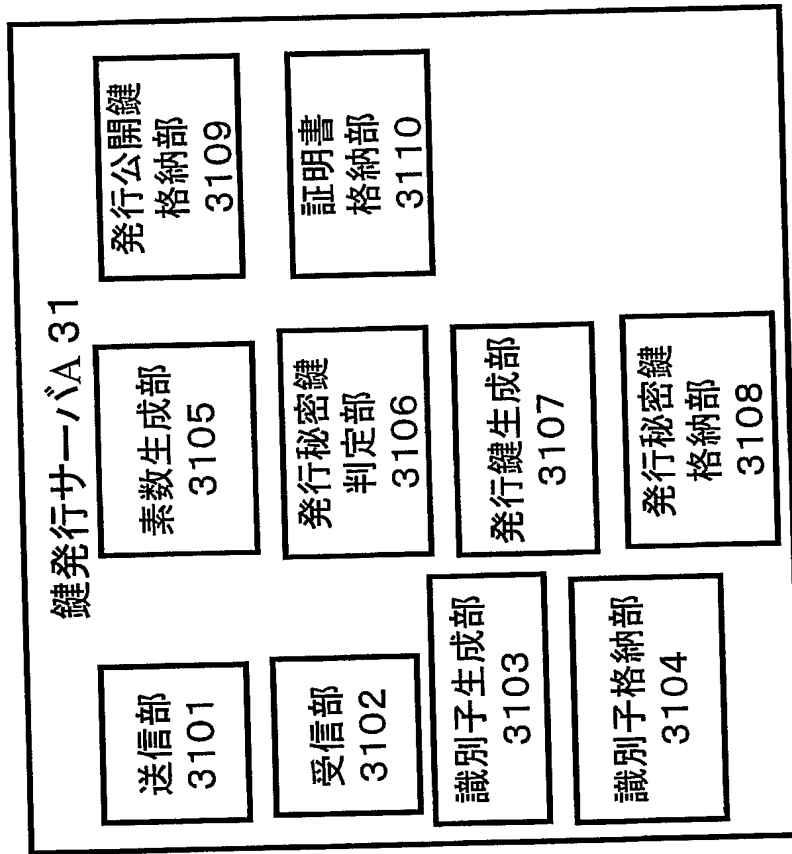 鍵発行サーバA 31
送信部
3101
受信部
3102
識別子生成部
3103
識別子格納部
3104
素数生成部
3105
発行秘密鍵
判定部
3106
発行鍵生成部
3107
発行秘密鍵
格納部
3108
発行公開鍵
格納部
3109
証明書
格納部
3110